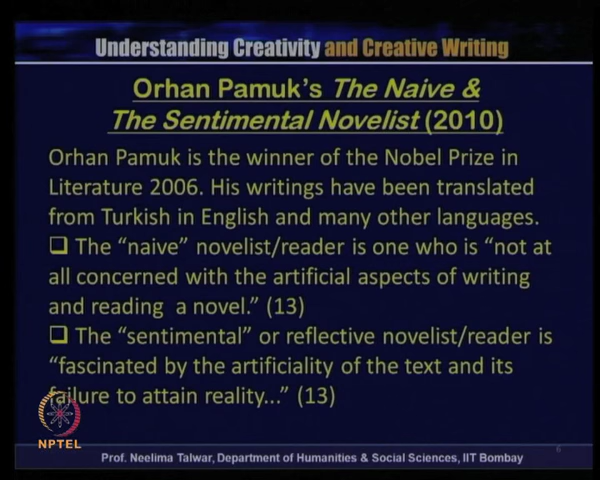 Understanding Creativity and Creative Writing
Orhan Pamuk's The Naive &
The Sentimental Novelist (2010)
Orhan Pamuk is the winner of the Nobel Prize in
Literature 2006. His writings have been translated
from Turkish in English and many other languages.
❑ The “naive” novelist/reader is one who is “not at
all concerned with the artificial aspects of writing
and reading a novel.” (13)
❑ The “sentimental” or reflective novelist/reader is
“fascinated by the artificiality of the text and its
failure to attain reality...” (13)
NPTEL
6
Prof. Neelima Talwar, Department of Humanities & Social Sciences, IIT Bombay